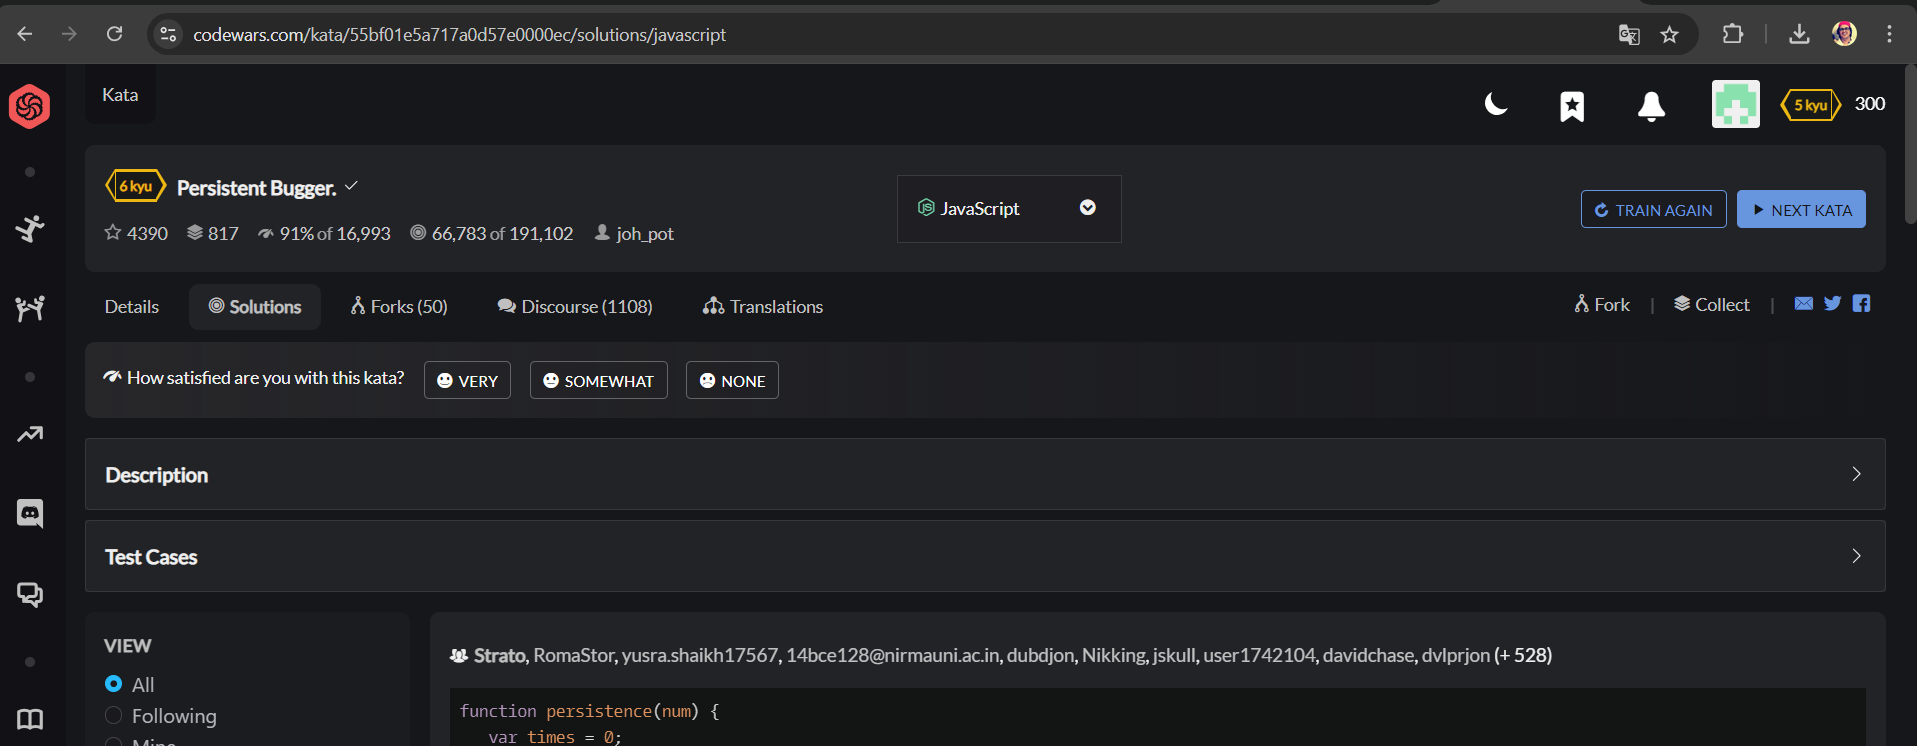 codewars.com/kata/55bf01e5a717a0d57e0000ec/solutions/javascript
Kata
5 kyu 300
6 kyu Persistent Bugger.
4390 817 91% of 16,993 66,783 of 191,102 joh_pot
JavaScript
TRAIN AGAIN NEXT KATA
Details Solutions Forks (50) Discourse (1108) Translations
Fork | Collect |
How satisfied are you with this kata? VERY SOMEWHAT NONE
Description
Test Cases
VIEW
All
Following
Mine
Strato, RomaStor, yusra.shaikh17567, 14bce128@nirmauni.ac.in, dubdjon, Nikking, jskull, user1742104, davidchase, dvlprjon (+ 528)
function persistence(num) {
var times = 0;